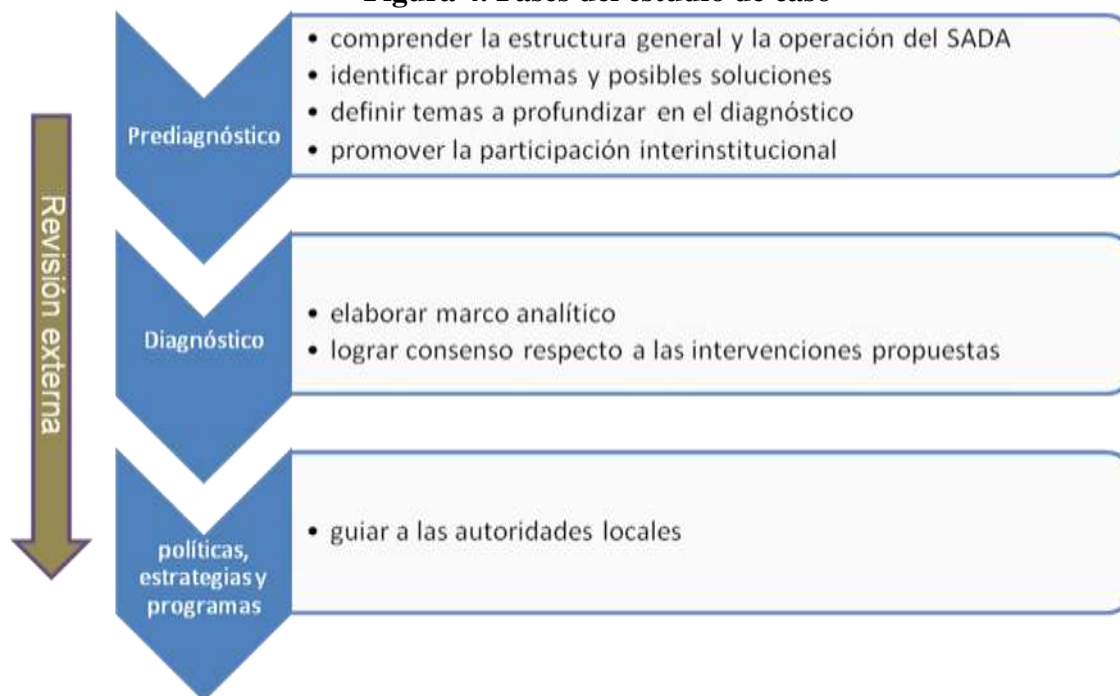 Figura 4. Fases del estudio de caso
Revisión externa
Prediagnóstico
• comprender la estructura general y la operación del SADA
• identificar problemas y posibles soluciones
• definir temas a profundizar en el diagnóstico
• promover la participación interinstitucional
Diagnóstico
• elaborar marco analítico
• lograr consenso respecto a las intervenciones propuestas
políticas,
estrategias y
programas
• guiar a las autoridades locales